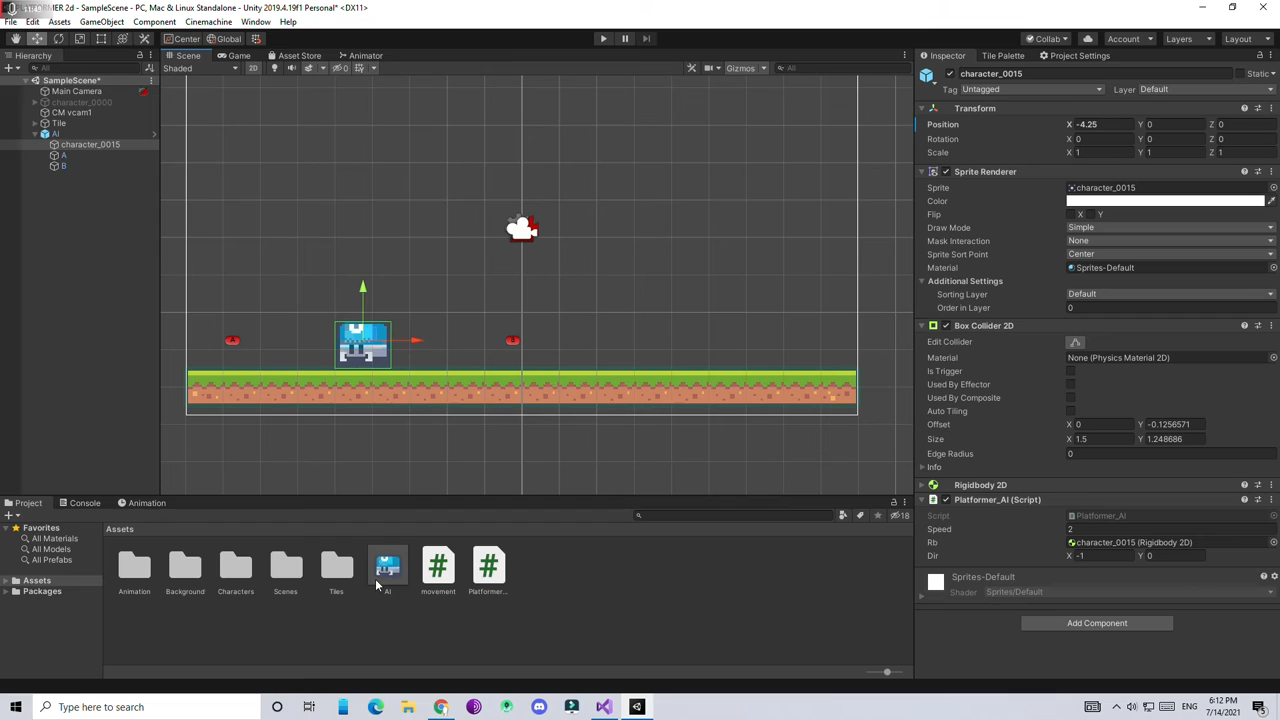 ORMER 2d - SampleScene - PC, Mac & Linux Standalone - Unity 2019.4.19f1 Personal* <DX11>
File Edit Assets GameObject Component Cinemachine Window Help
Center Global Collab Account Layers Layout
Hierarchy
All
SampleScene*
Main Camera
character_0000
CM vcam1
Tile
AI
character_0015
A
B
Scene Game Asset Store Animator
Shaded 2D 0 Gizmos All
A B
Inspector Tile Palette Project Settings
character_0015 Static
Tag Untagged Layer Default
Transform
Position X -4.25 Y 0 Z 0
Rotation X 0 Y 0 Z 0
Scale X 1 Y 1 Z 1
Sprite Renderer
Sprite character_0015
Color
Flip X Y
Draw Mode Simple
Mask Interaction None
Sprite Sort Point Center
Material Sprites-Default
Additional Settings
Sorting Layer Default
Order in Layer 0
Box Collider 2D
Edit Collider
Material None (Physics Material 2D)
Is Trigger
Used By Effector
Used By Composite
Auto Tiling
Offset X 0 Y -0.1256571
Size X 1.5 Y 1.248686
Edge Radius 0
Info
Rigidbody 2D
Platformer_AI (Script)
Script Platformer_AI
Speed 2
Rb character_0015 (Rigidbody 2D)
Dir X -1 Y 0
Sprites-Default
Shader Sprites/Default
Add Component
Project Console Animation
18
Favorites
All Materials
All Models
All Prefabs
Assets
Packages
Assets
Animation Background Characters Scenes Tiles AI movement Platformer...
Type here to search
6:12 PM
7/14/2021